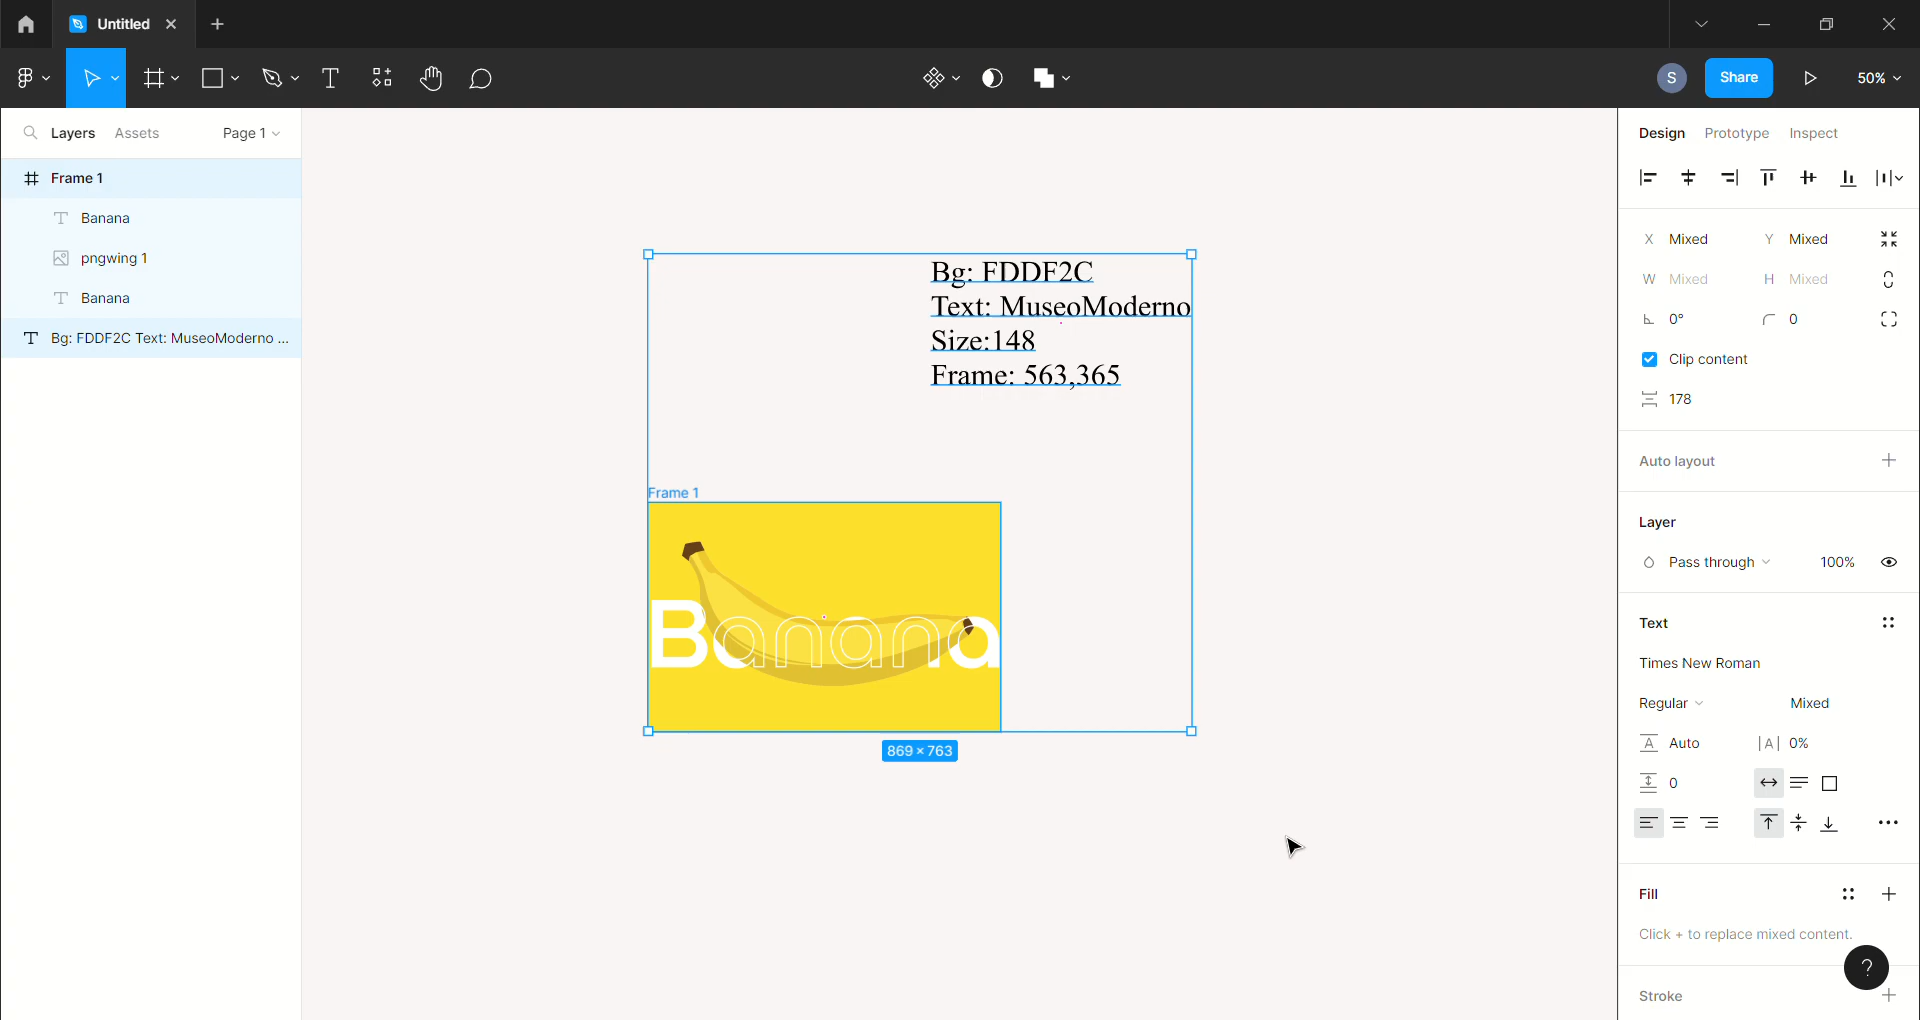 Untitled
S
Share
50%
Layers
Assets
Page 1
Frame 1
Banana
pngwing 1
Banana
Bg: FDDF2C Text: MuseoModerno ...
Bg: FDDF2C
Text: MuseoModerno
Size:148
Frame: 563,365
Frame 1
Banana
869 × 763
Design
Prototype
Inspect
X Mixed
Y Mixed
W Mixed
H Mixed
0°
0
Clip content
178
Auto layout
Layer
Pass through
100%
Text
Times New Roman
Regular
Mixed
A Auto
|A| 0%
0
Fill
Click + to replace mixed content.
?
Stroke